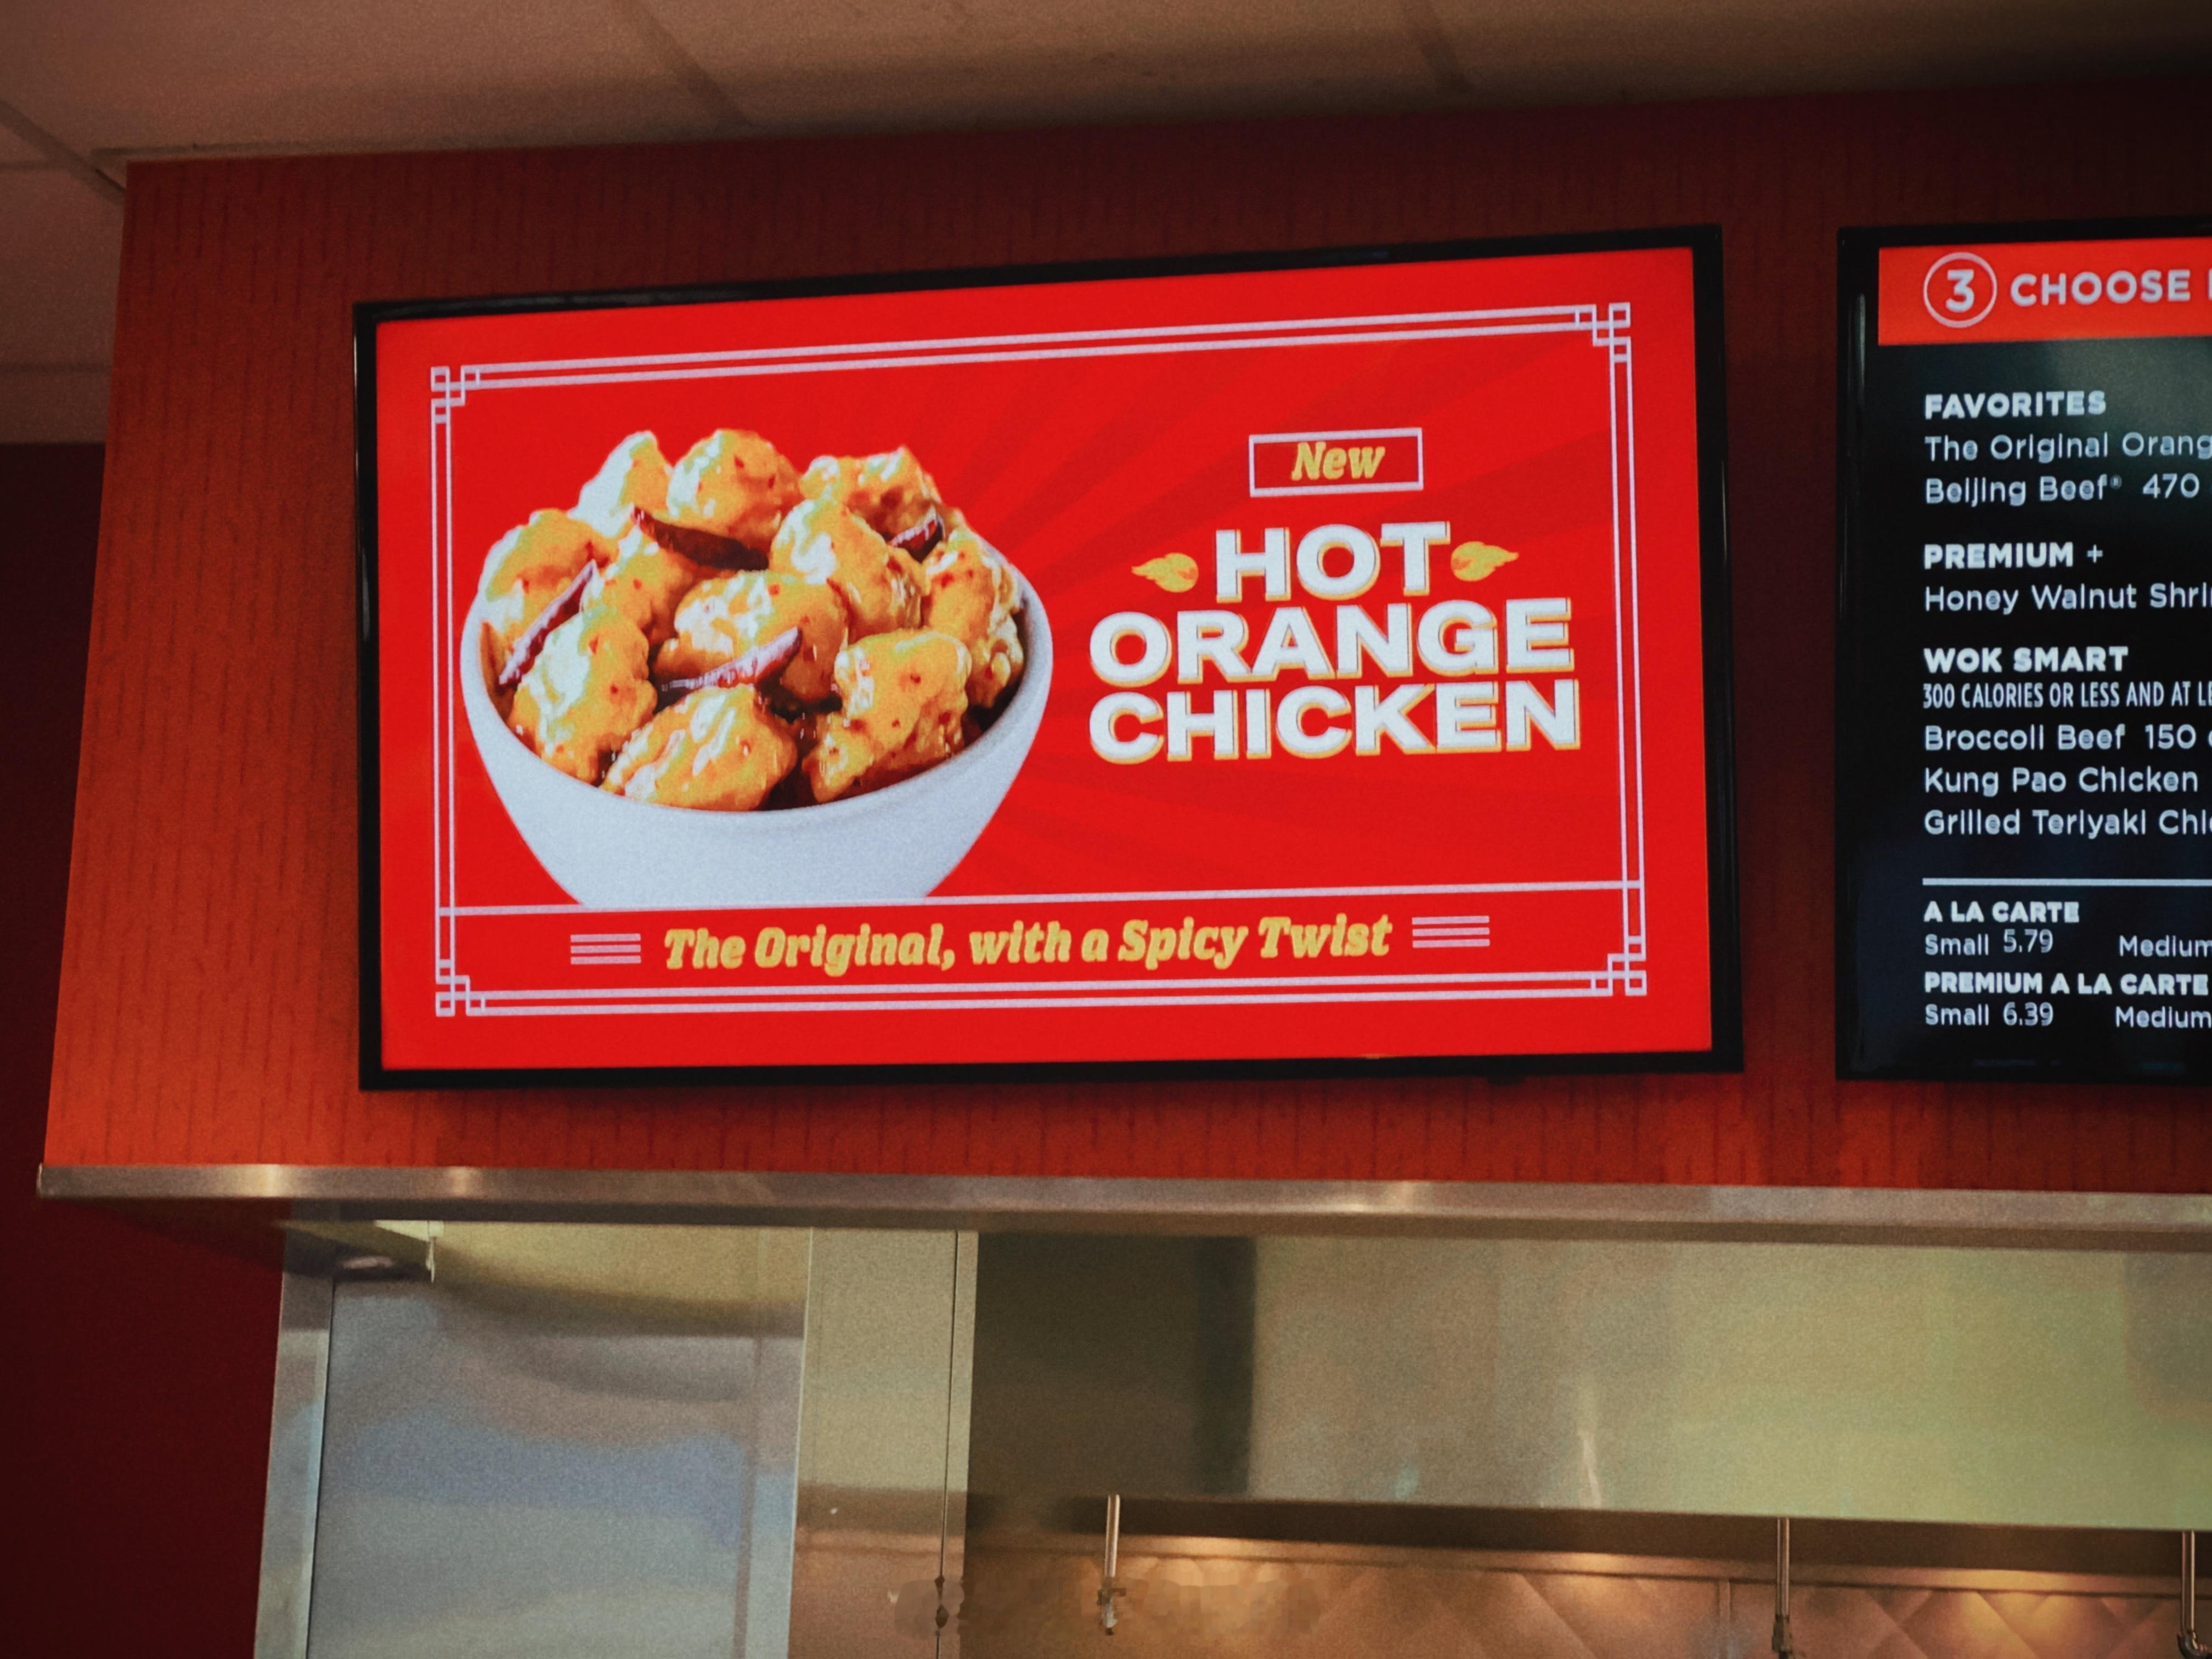 New
HOT
ORANGE
CHICKEN
The Original, with a Spicy Twist
3 CHOOSE
FAVORITES
The Original Orang
Beijing Beef® 470
PREMIUM +
Honey Walnut Shri
WOK SMART
300 CALORIES OR LESS AND AT LE
Broccoli Beef 150
Kung Pao Chicken
Grilled Teriyaki Chi
A LA CARTE
Small 5.79 Medium
PREMIUM A LA CARTE
Small 6.39 Medium